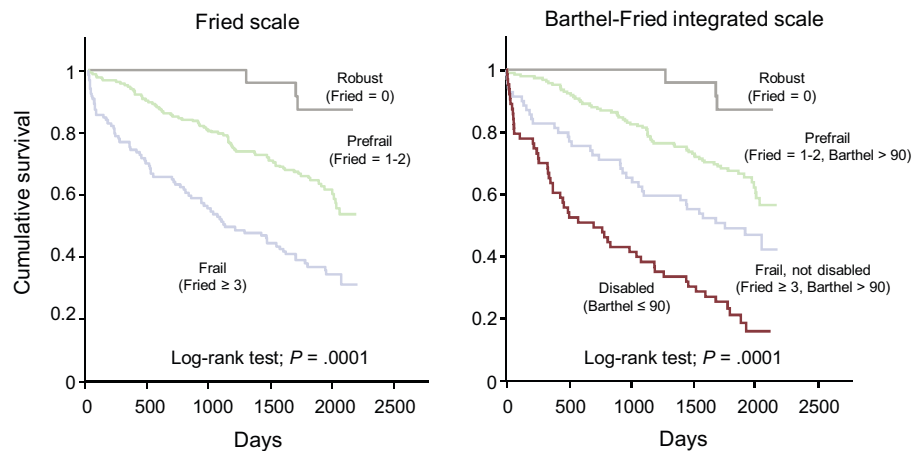 Fried scale
Cumulative survival
1
0.8
0.6
0.4
0.2
0
Robust
(Fried = 0)
Prefrail
(Fried = 1-2)
Frail
(Fried ≥ 3)
Log-rank test; P = .0001
0 500 1000 1500 2000 2500
Days
Barthel-Fried integrated scale
1
0.8
0.6
0.4
0.2
0
Robust
(Fried = 0)
Prefrail
(Fried = 1-2, Barthel > 90)
Frail, not disabled
(Fried ≥ 3, Barthel > 90)
Disabled
(Barthel ≤ 90)
Log-rank test; P = .0001
0 500 1000 1500 2000 2500
Days